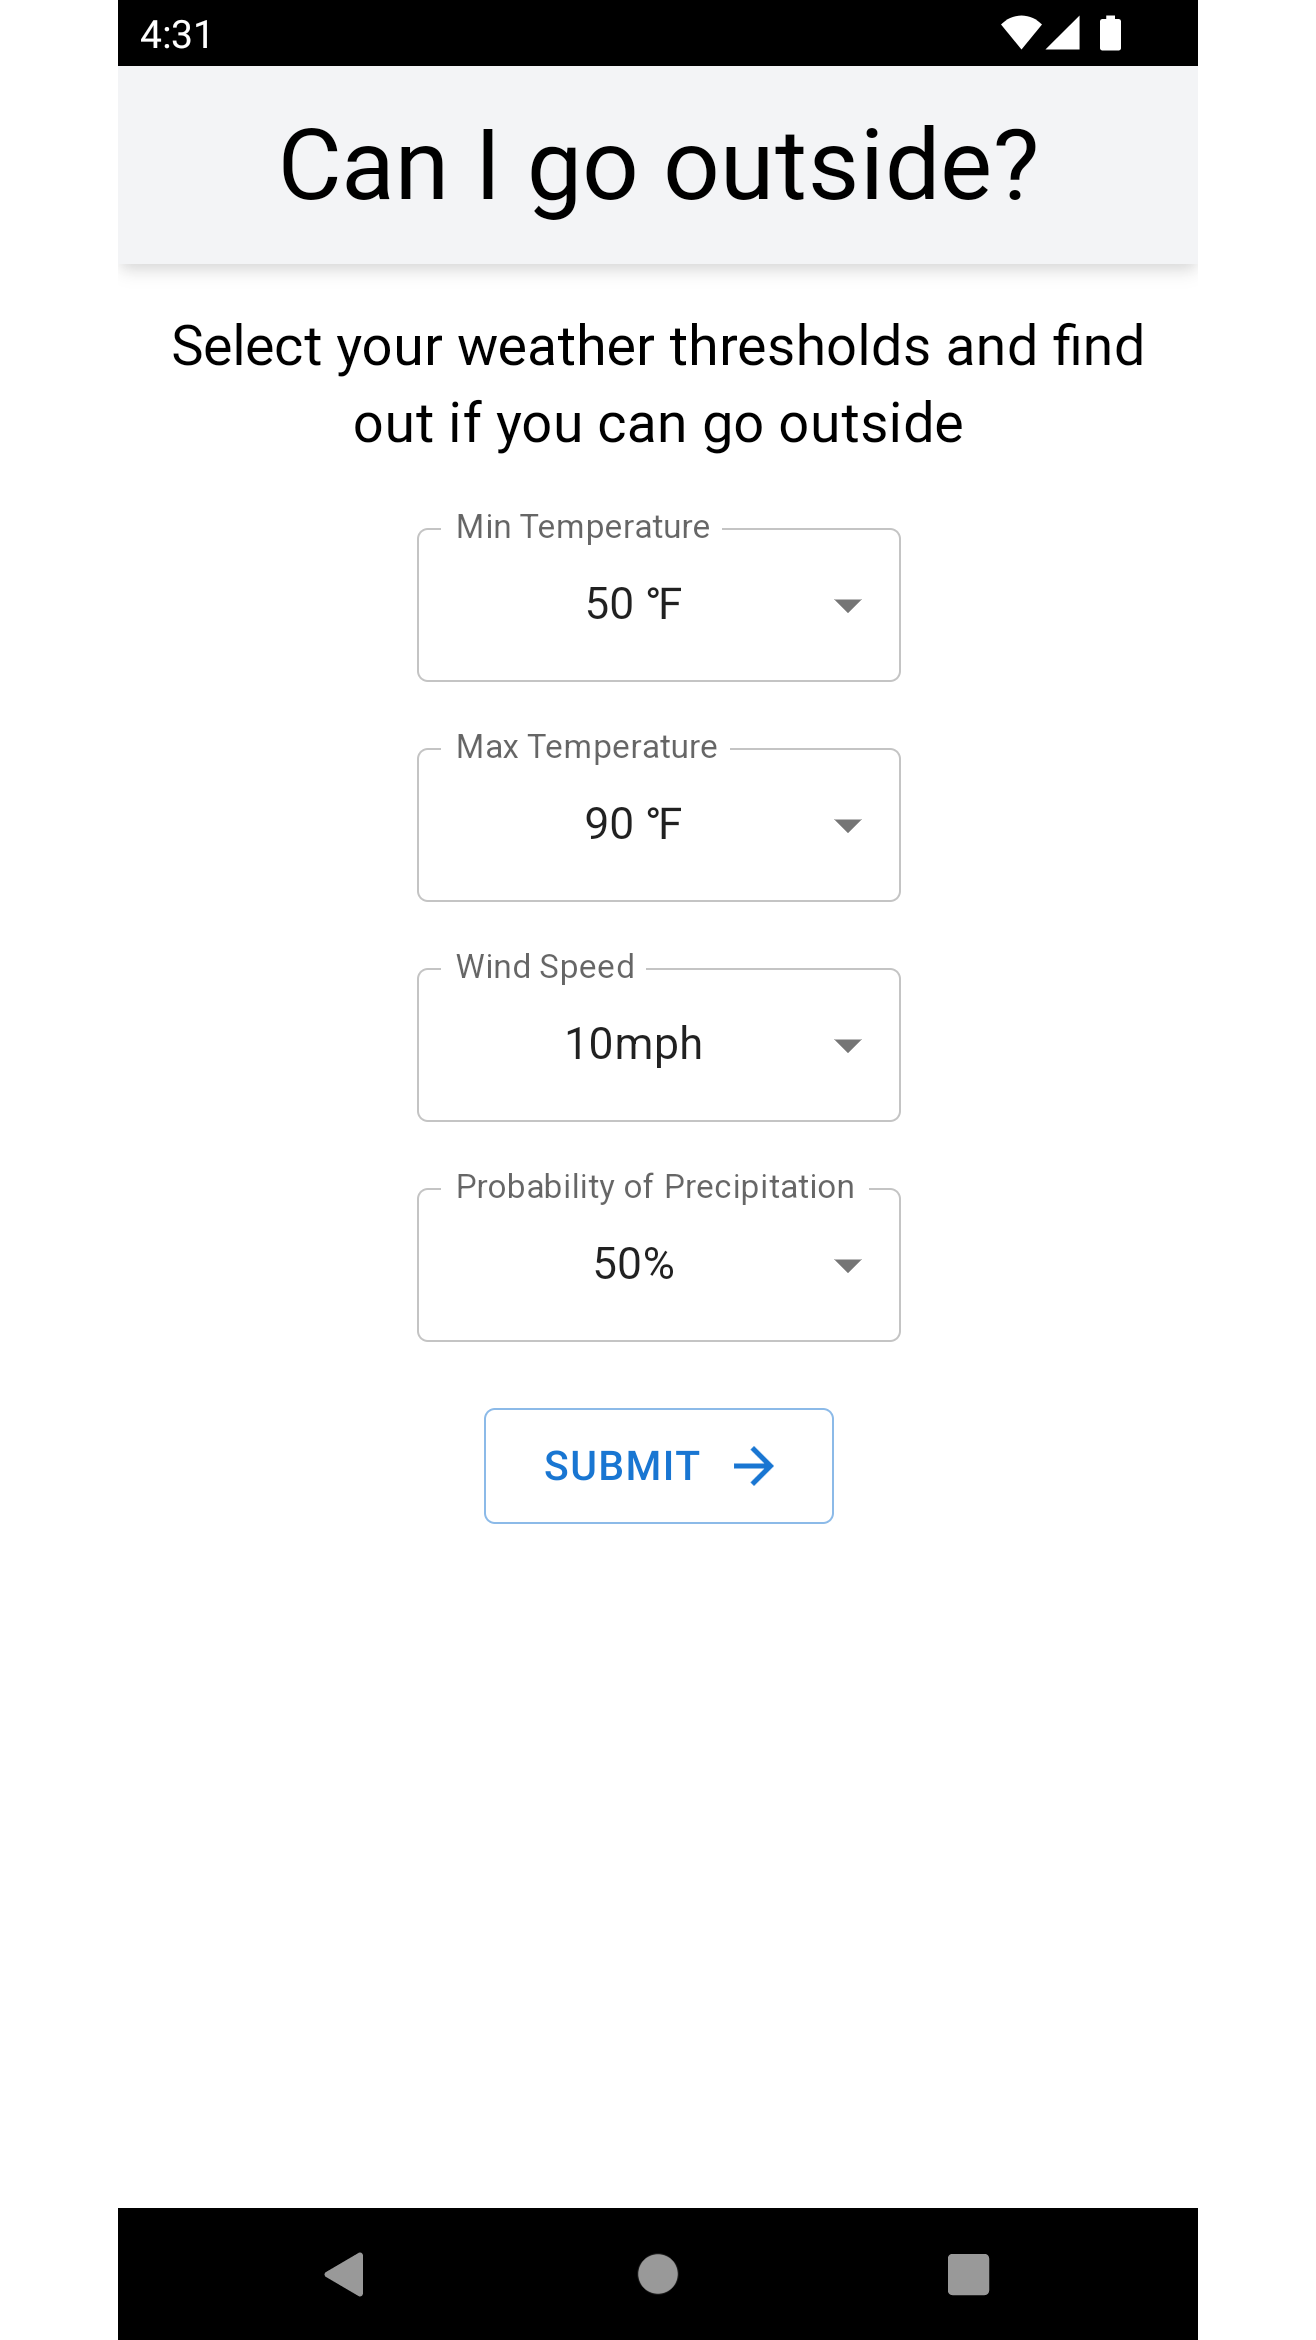 4:31
Can I go outside?
Select your weather thresholds and find
out if you can go outside
Min Temperature
50 ℉
Max Temperature
90 ℉
Wind Speed
10mph
Probability of Precipitation
50%
SUBMIT